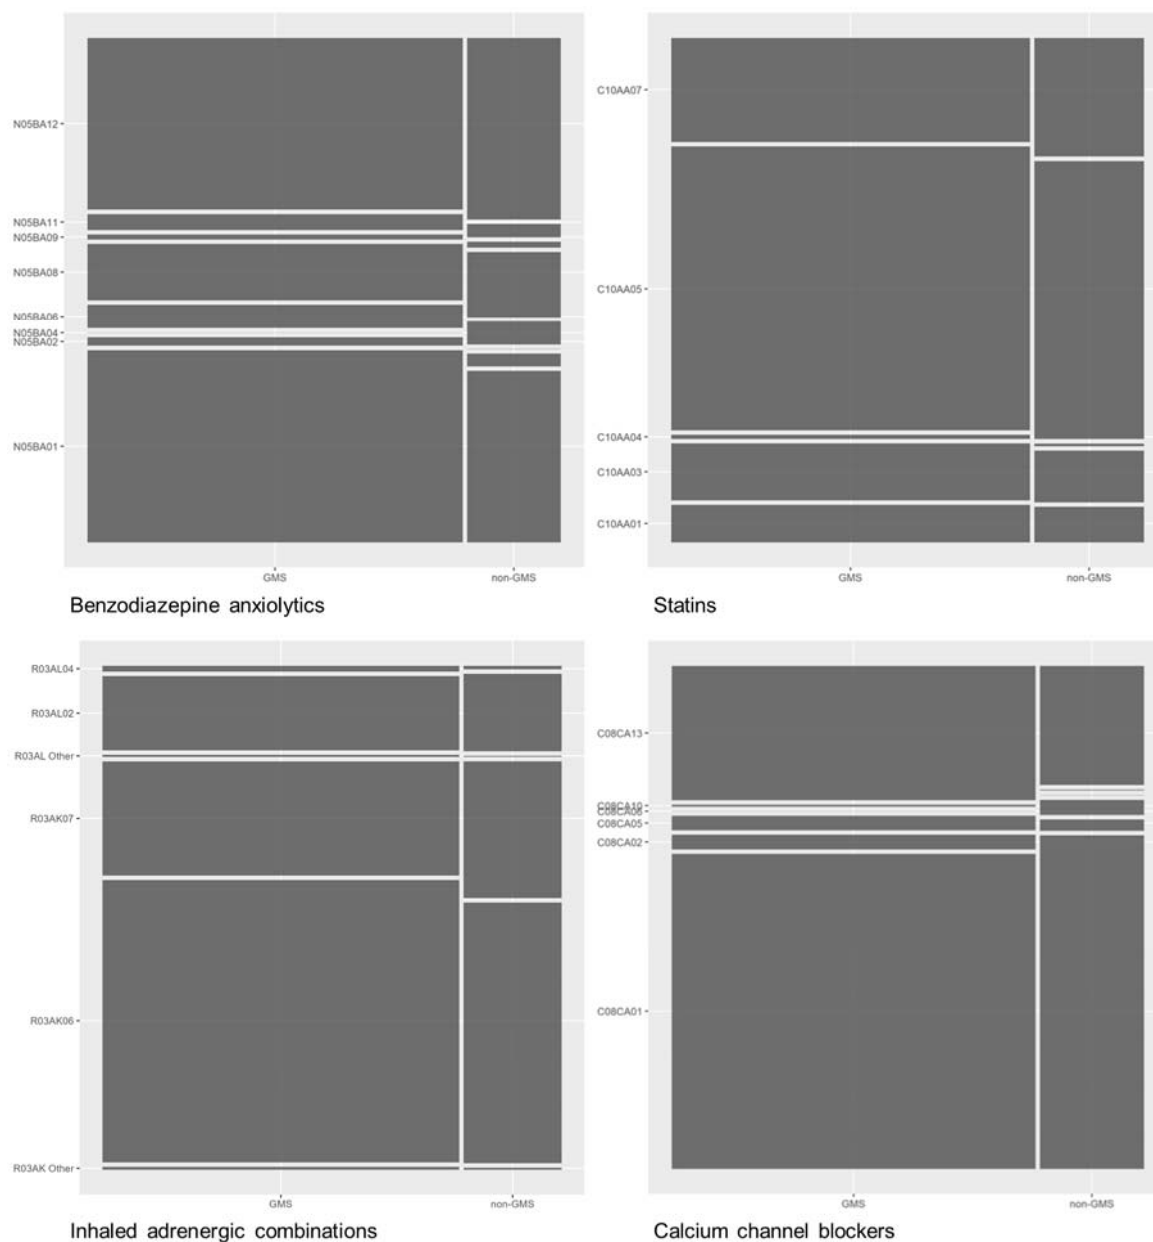 N05BA12
N05BA11
N05BA09
N05BA08
N05BA06
N05BA04
N05BA02
N05BA01
GMS
non-GMS
Benzodiazepine anxiolytics
C10AA07
C10AA05
C10AA04
C10AA03
C10AA01
GMS
non-GMS
Statins
R03AL04
R03AL02
R03AL Other
R03AK07
R03AK06
R03AK Other
GMS
non-GMS
Inhaled adrenergic combinations
C08CA13
C08CA10
C08CA06
C08CA05
C08CA02
C08CA01
GMS
non-GMS
Calcium channel blockers